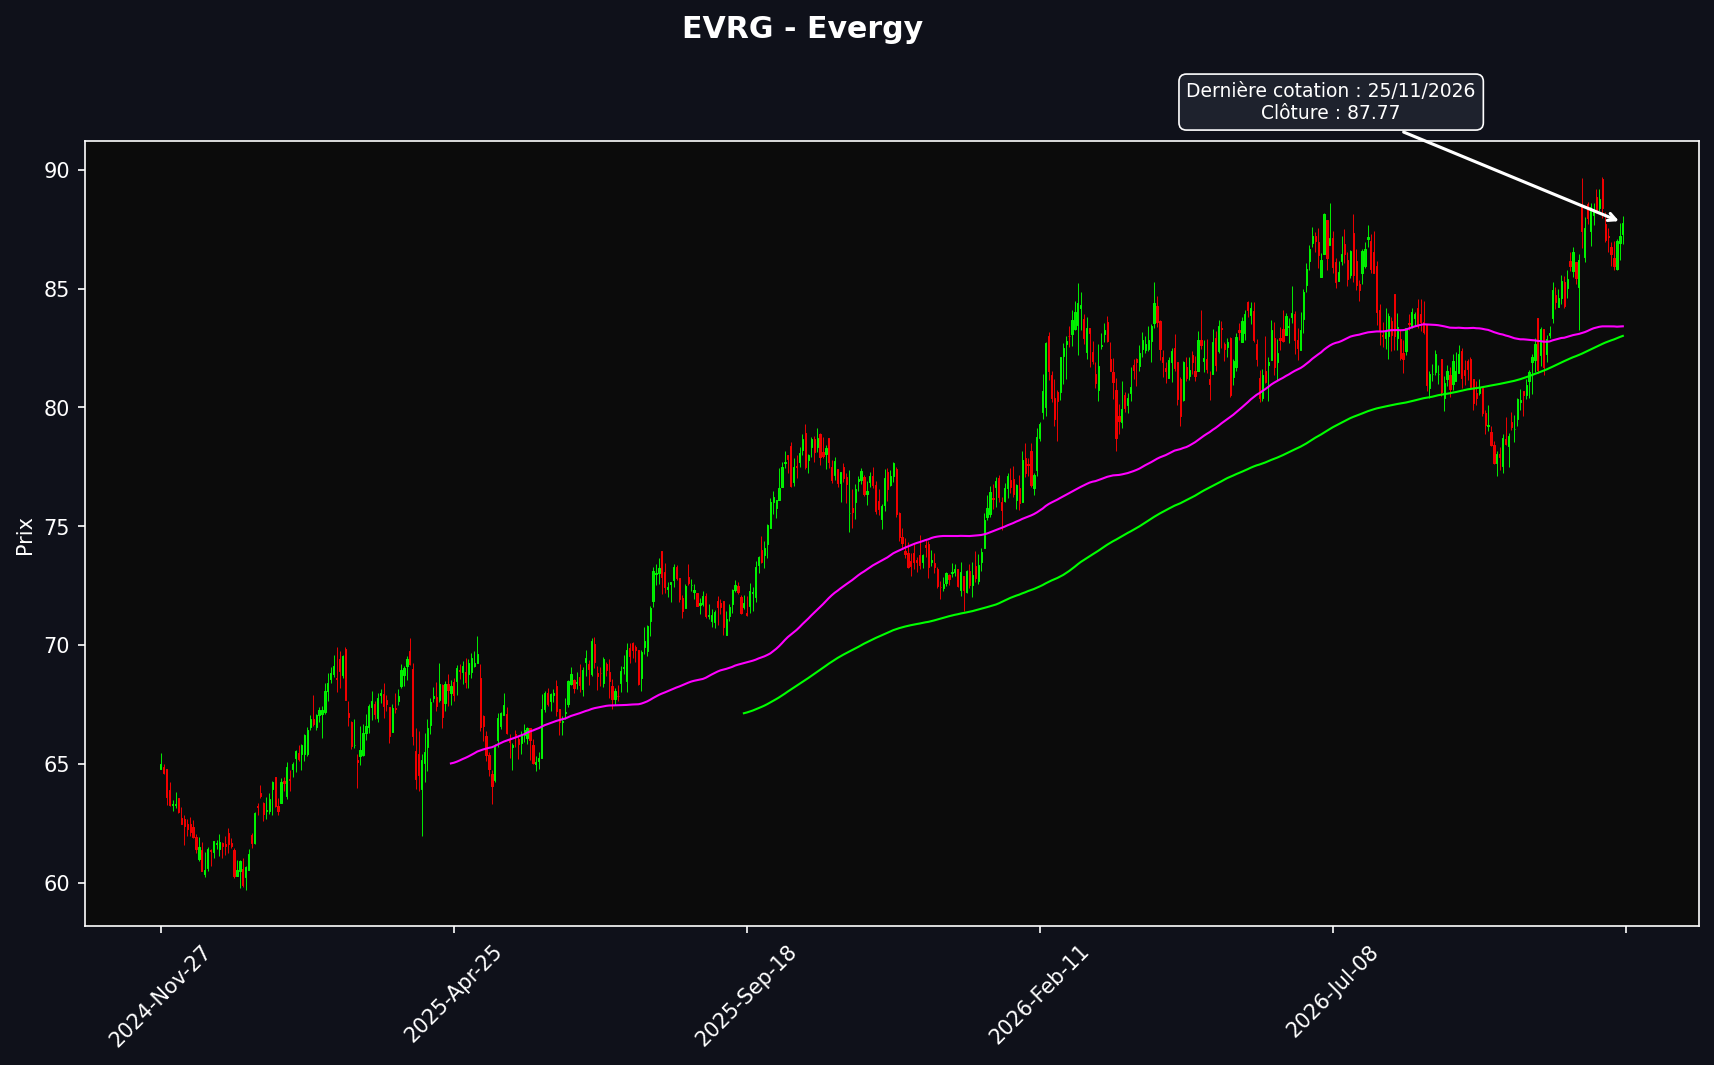 EVRG - Evergy
Dernière cotation : 25/11/2026
Clôture : 87.77
90
85
80
75
70
65
60
Prix
2024-Nov-27
2025-Apr-25
2025-Sep-18
2026-Feb-11
2026-Jul-08